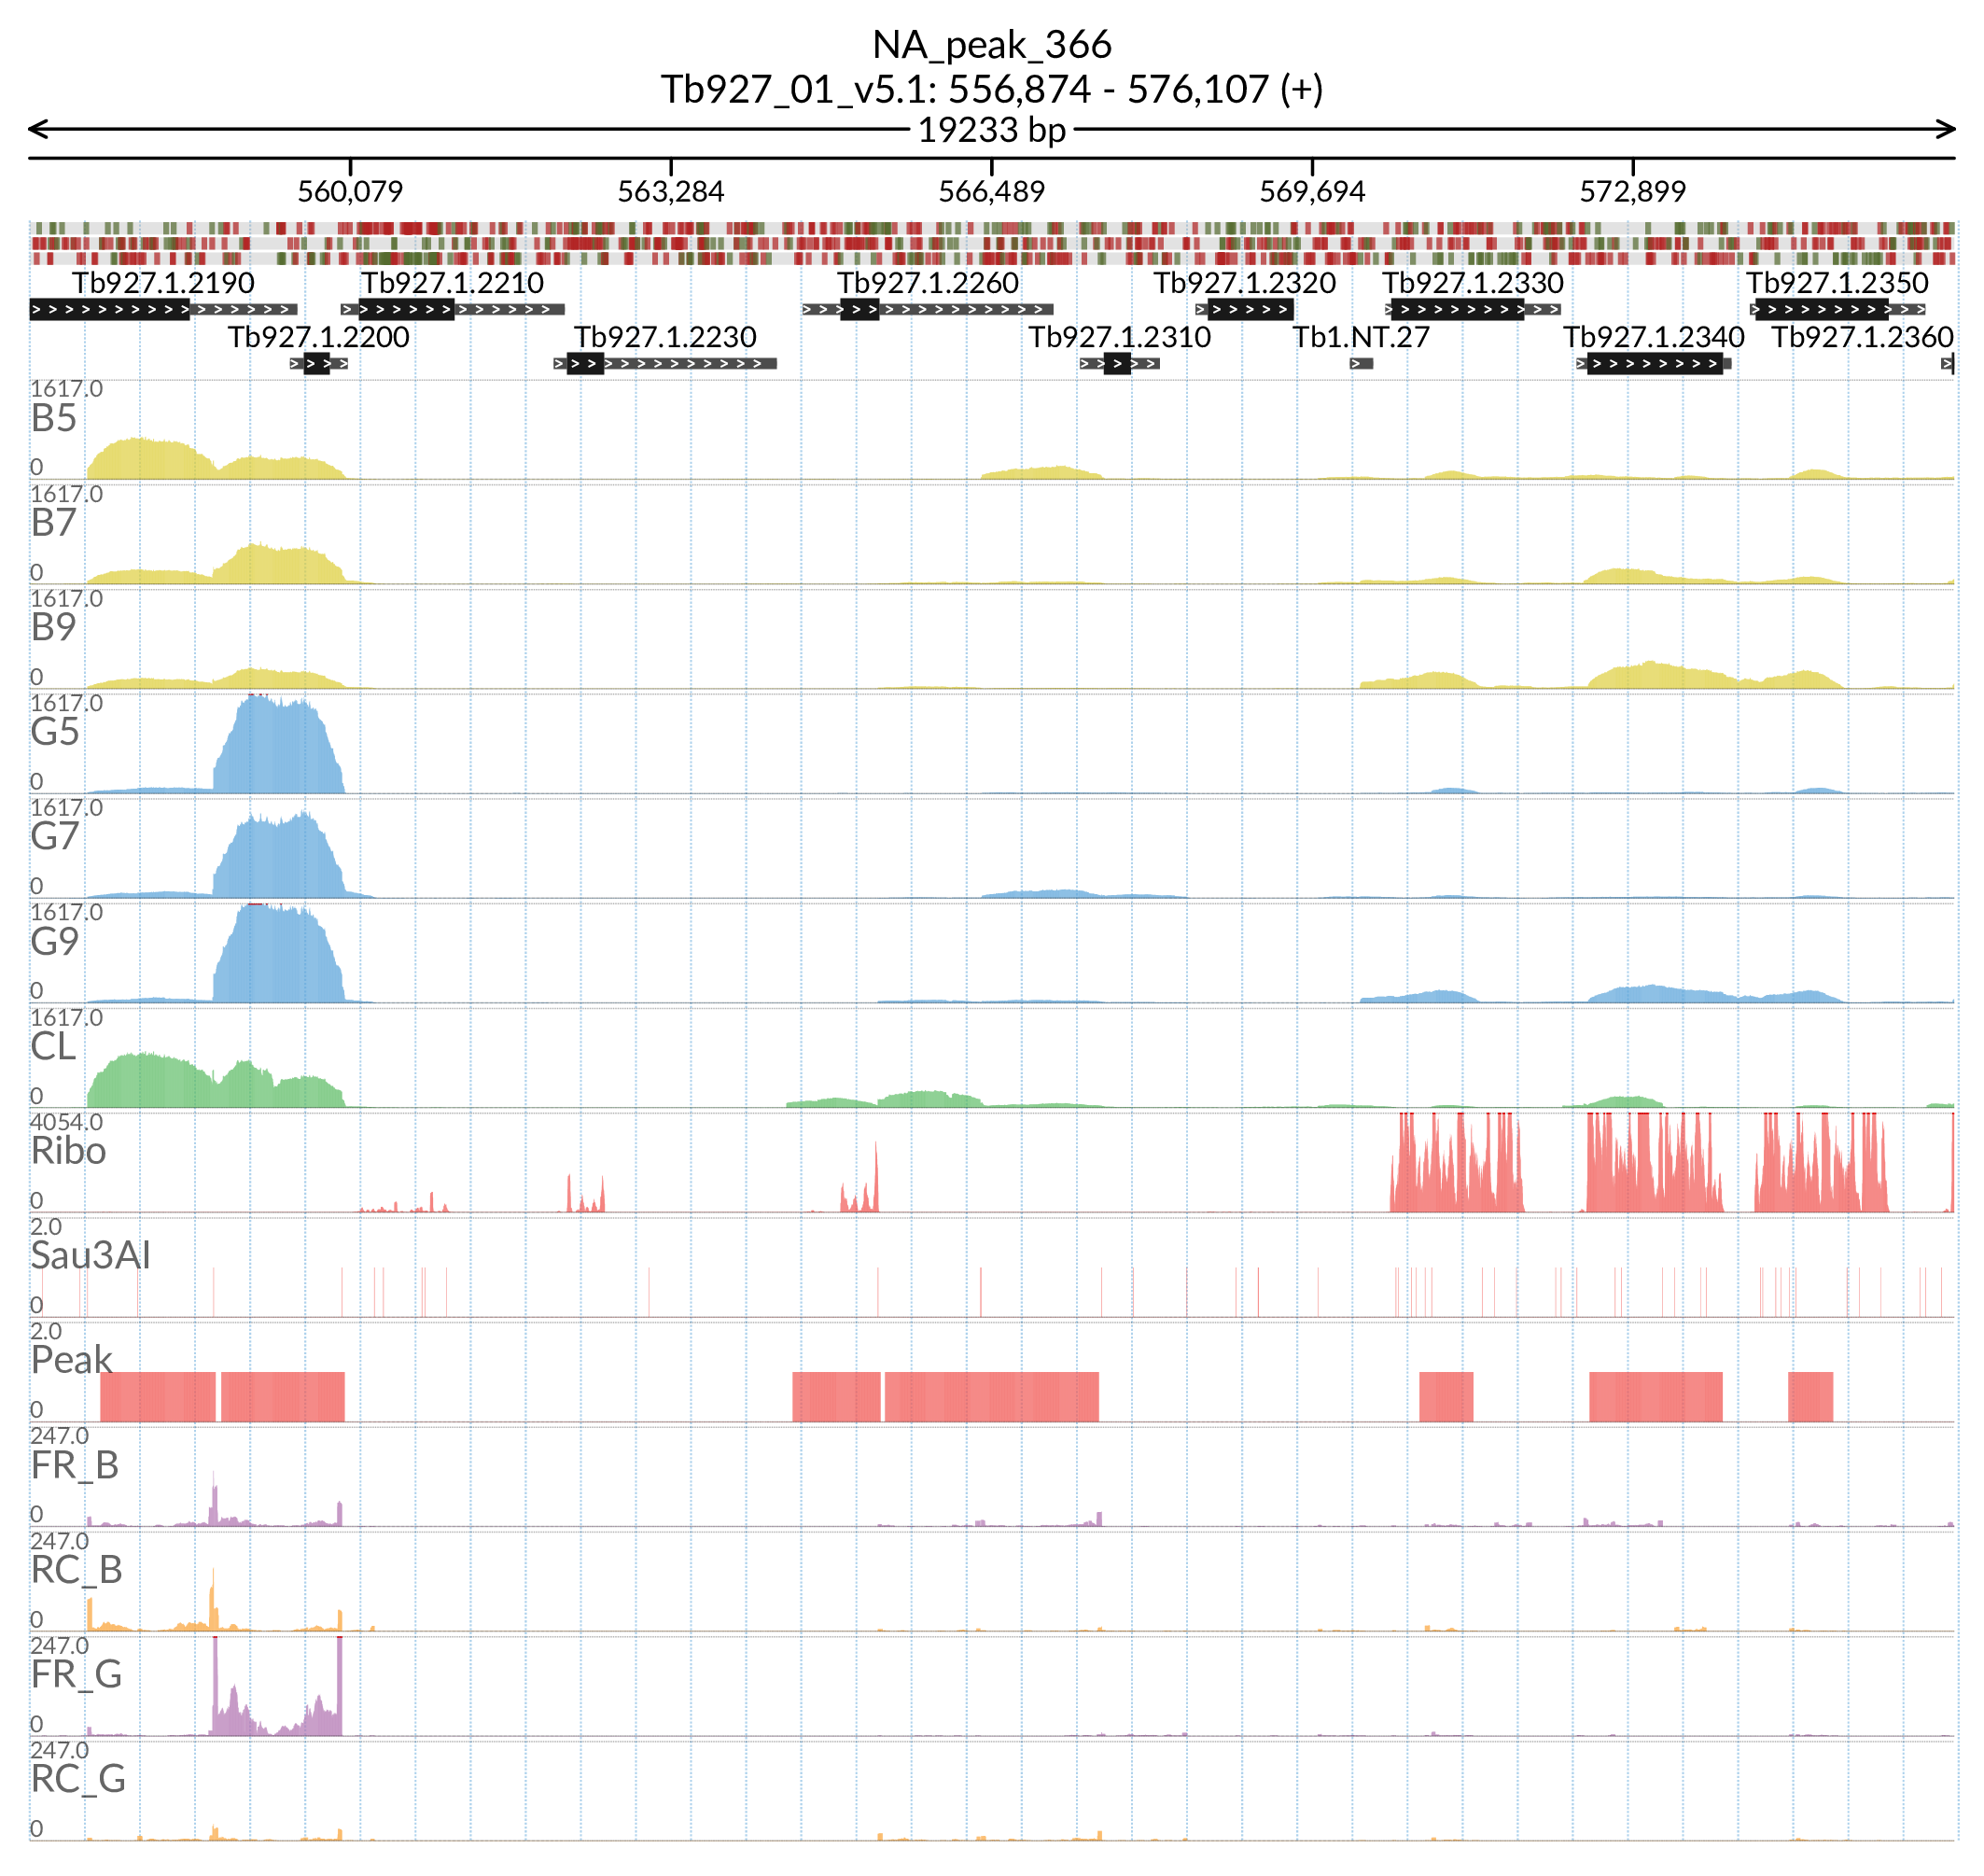 NA_peak_366
Tb927_01_v5.1: 556,874 - 576,107 (+)
19233 bp
560,079 563,284 566,489 569,694 572,899
Tb927.1.2190 Tb927.1.2210 Tb927.1.2260 Tb927.1.2320 Tb927.1.2330 Tb927.1.2350
Tb927.1.2200 Tb927.1.2230 Tb927.1.2310 Tb1.NT.27 Tb927.1.2340 Tb927.1.2360
1617.0
B5
0
1617.0
B7
0
1617.0
B9
0
1617.0
G5
0
1617.0
G7
0
1617.0
G9
0
1617.0
CL
0
4054.0
Ribo
0
2.0
Sau3AI
0
2.0
Peak
0
247.0
FR_B
0
247.0
RC_B
0
247.0
FR_G
0
247.0
RC_G
0